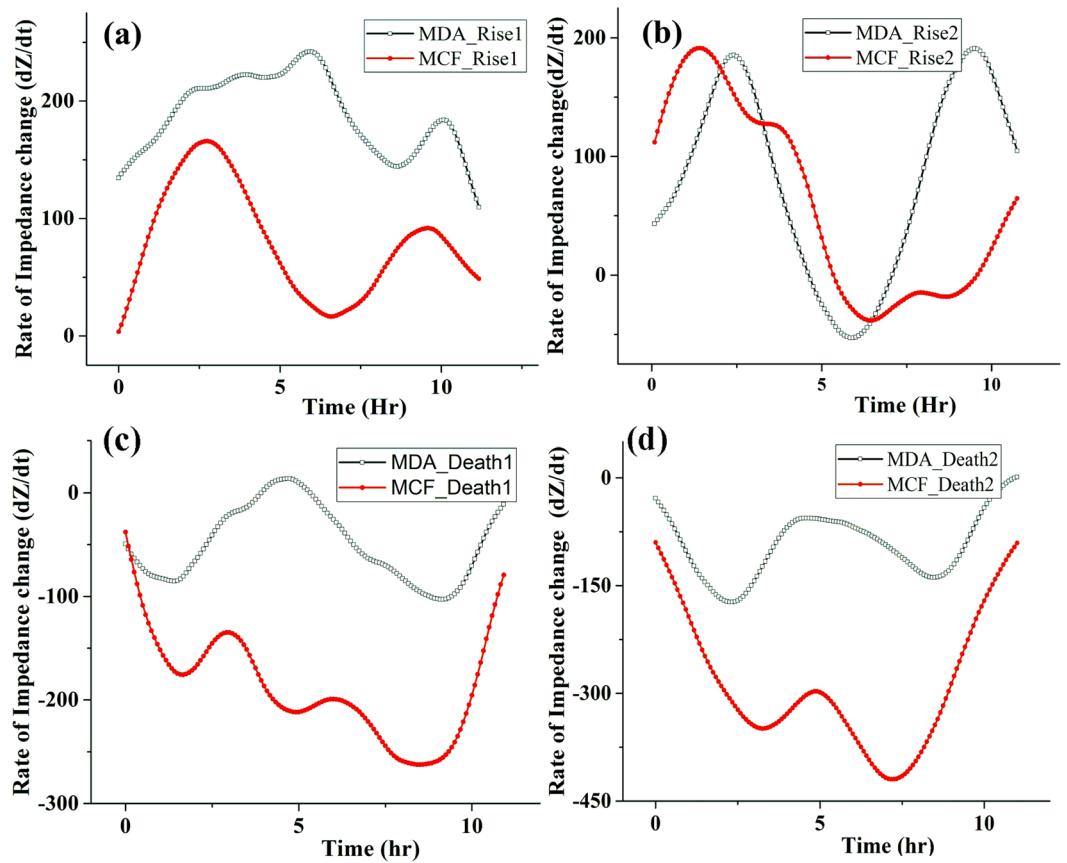 (a)
MDA_Rise1
MCF_Rise1
Rate of Impedance change (dZ/dt)
200
100
0
0 5 10
Time (Hr)
(b)
MDA_Rise2
MCF_Rise2
Rate of Impedance change(dZ/dt)
200
100
0
0 5 10
Time (Hr)
(c)
MDA_Death1
MCF_Death1
Rate of Impedance change (dZ/dt)
0
-100
-200
-300
0 5 10
Time (hr)
(d)
MDA_Death2
MCF_Death2
Rate of Impedance change (dZ/dt)
0
-150
-300
-450
0 5 10
Time (hr)